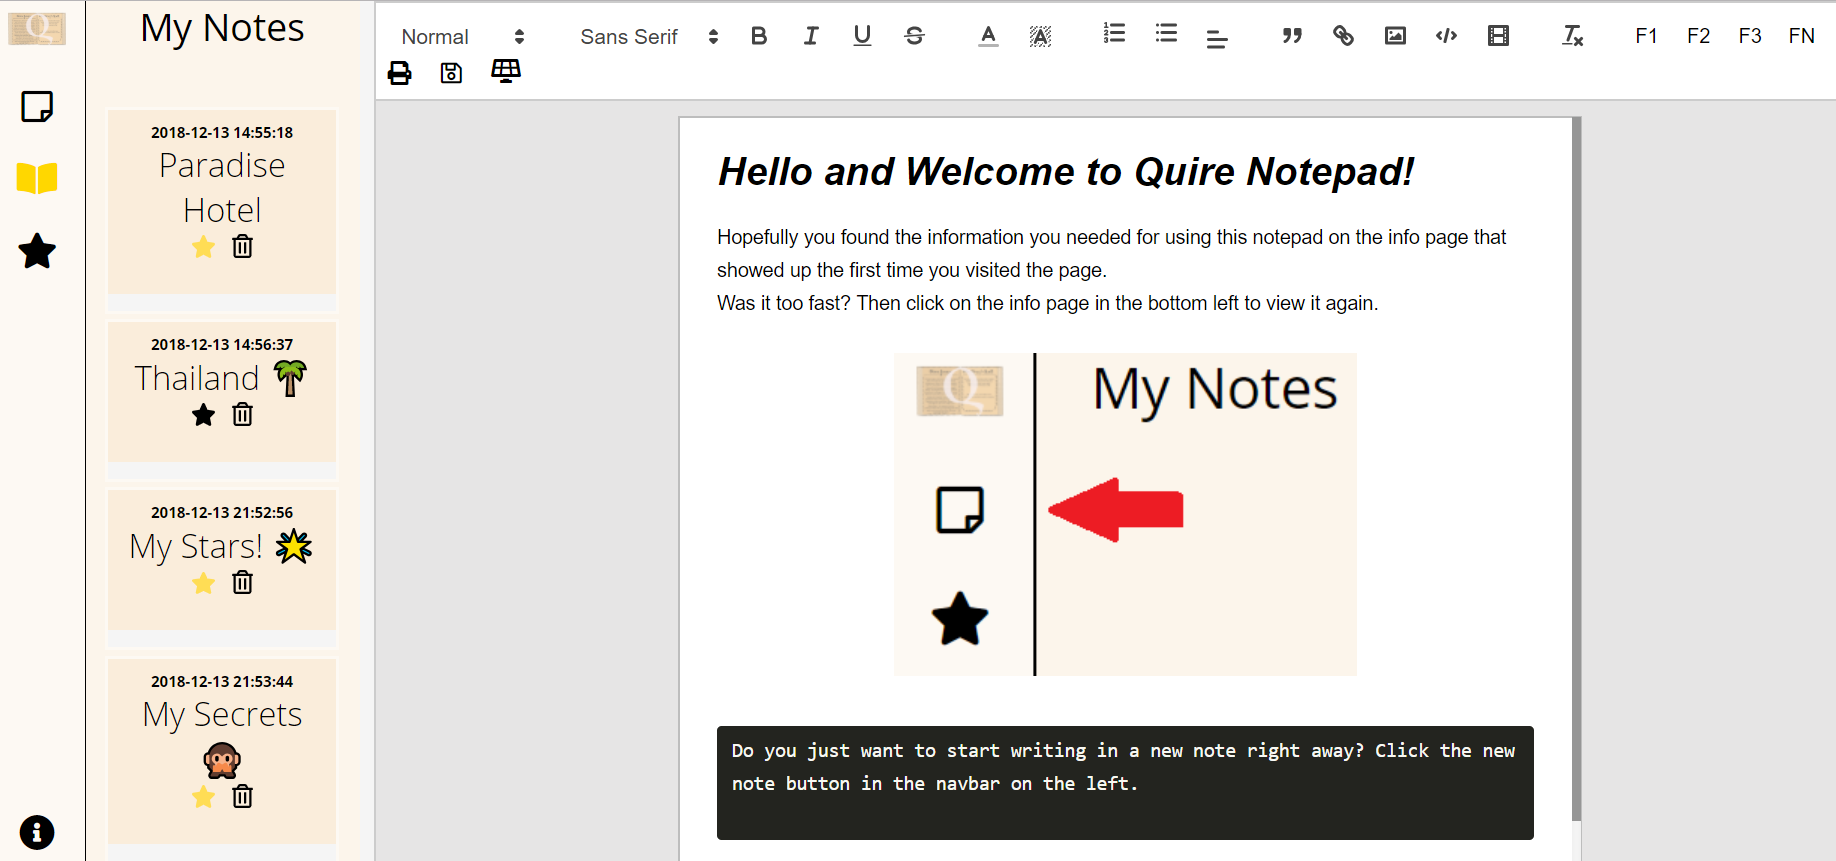 My Notes
Normal Sans Serif B I U S A A F1 F2 F3 FN
2018-12-13 14:55:18
Paradise
Hotel
2018-12-13 14:56:37
Thailand
2018-12-13 21:52:56
My Stars!
2018-12-13 21:53:44
My Secrets
Hello and Welcome to Quire Notepad!
Hopefully you found the information you needed for using this notepad on the info page that
showed up the first time you visited the page.
Was it too fast? Then click on the info page in the bottom left to view it again.
Q
My Notes
Do you just want to start writing in a new note right away? Click the new
note button in the navbar on the left.